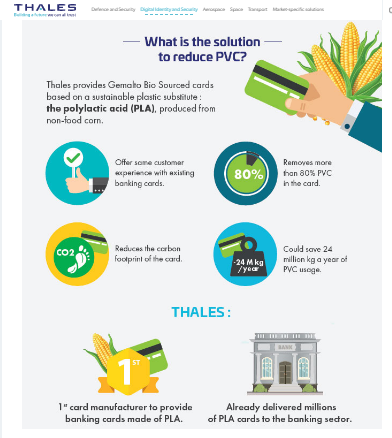 THALES
Building a future we can all trust
Defence and Security Digital Identity and Security Aerospace Space Transport Market-specific solutions
What is the solution
to reduce PVC?
Thales provides Gemalto Bio Sourced cards
based on a sustainable plastic substitute :
the polylactic acid (PLA), produced from
non-food corn.
Offer same customer
experience with existing
banking cards.
80%
Removes more
than 80% PVC
in the card.
CO2
Reduces the carbon
footprint of the card.
-24 M kg
/year
Could save 24
million kg a year of
PVC usage.
THALES :
1ST
BANK
1st card manufacturer to provide
banking cards made of PLA.
Already delivered millions
of PLA cards to the banking sector.